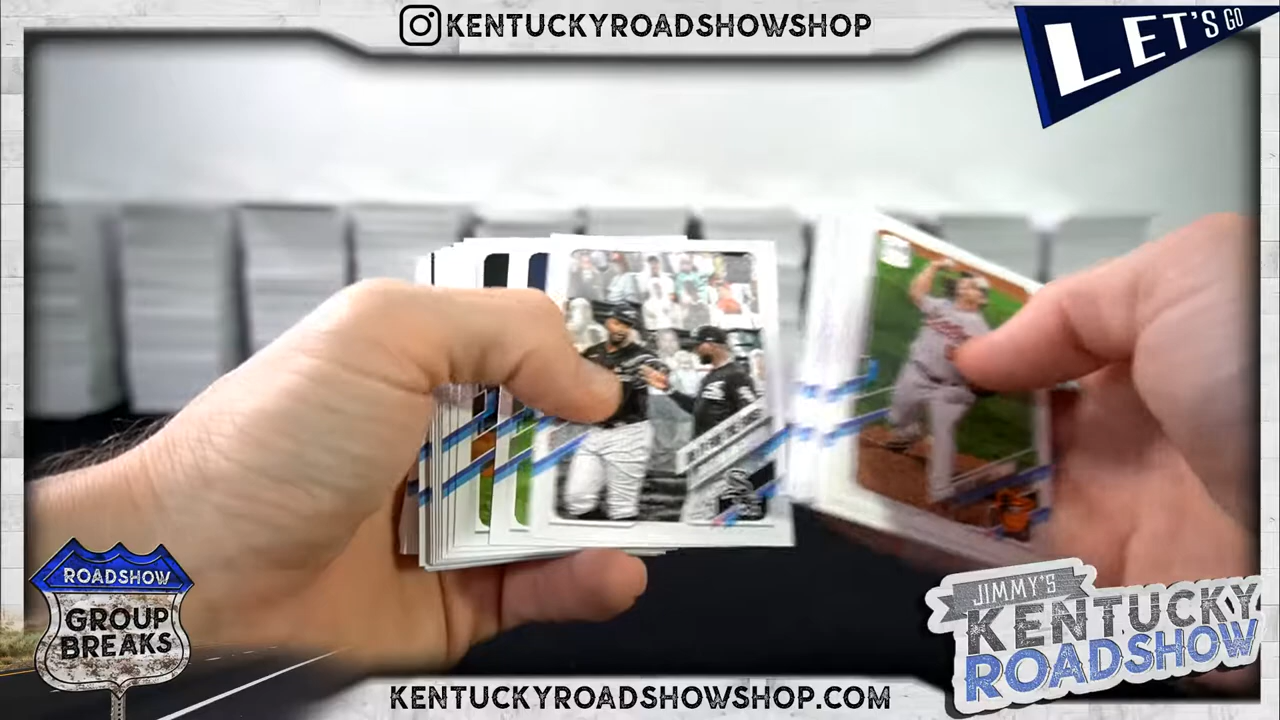 KENTUCKYROADSHOWSHOP
LET'S GO
ROADSHOW
GROUP
BREAKS
JIMMY'S
KENTUCKY
ROADSHOW
KENTUCKYROADSHOWSHOP.COM